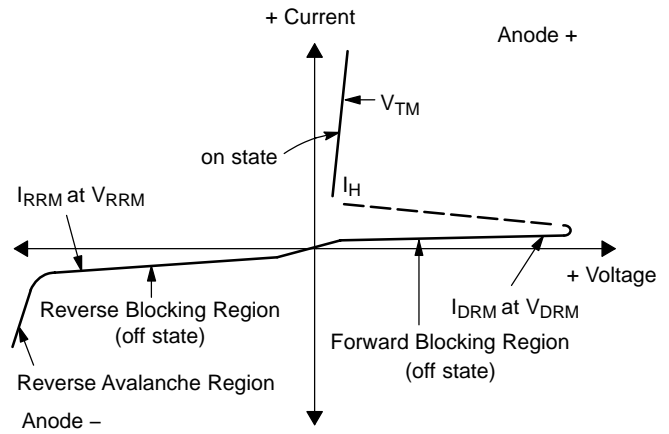 + Current
Anode +
V_TM
on state
I_H
I_RRM at V_RRM
+ Voltage
I_DRM at V_DRM
Reverse Blocking Region
(off state)
Forward Blocking Region
(off state)
Reverse Avalanche Region
Anode –